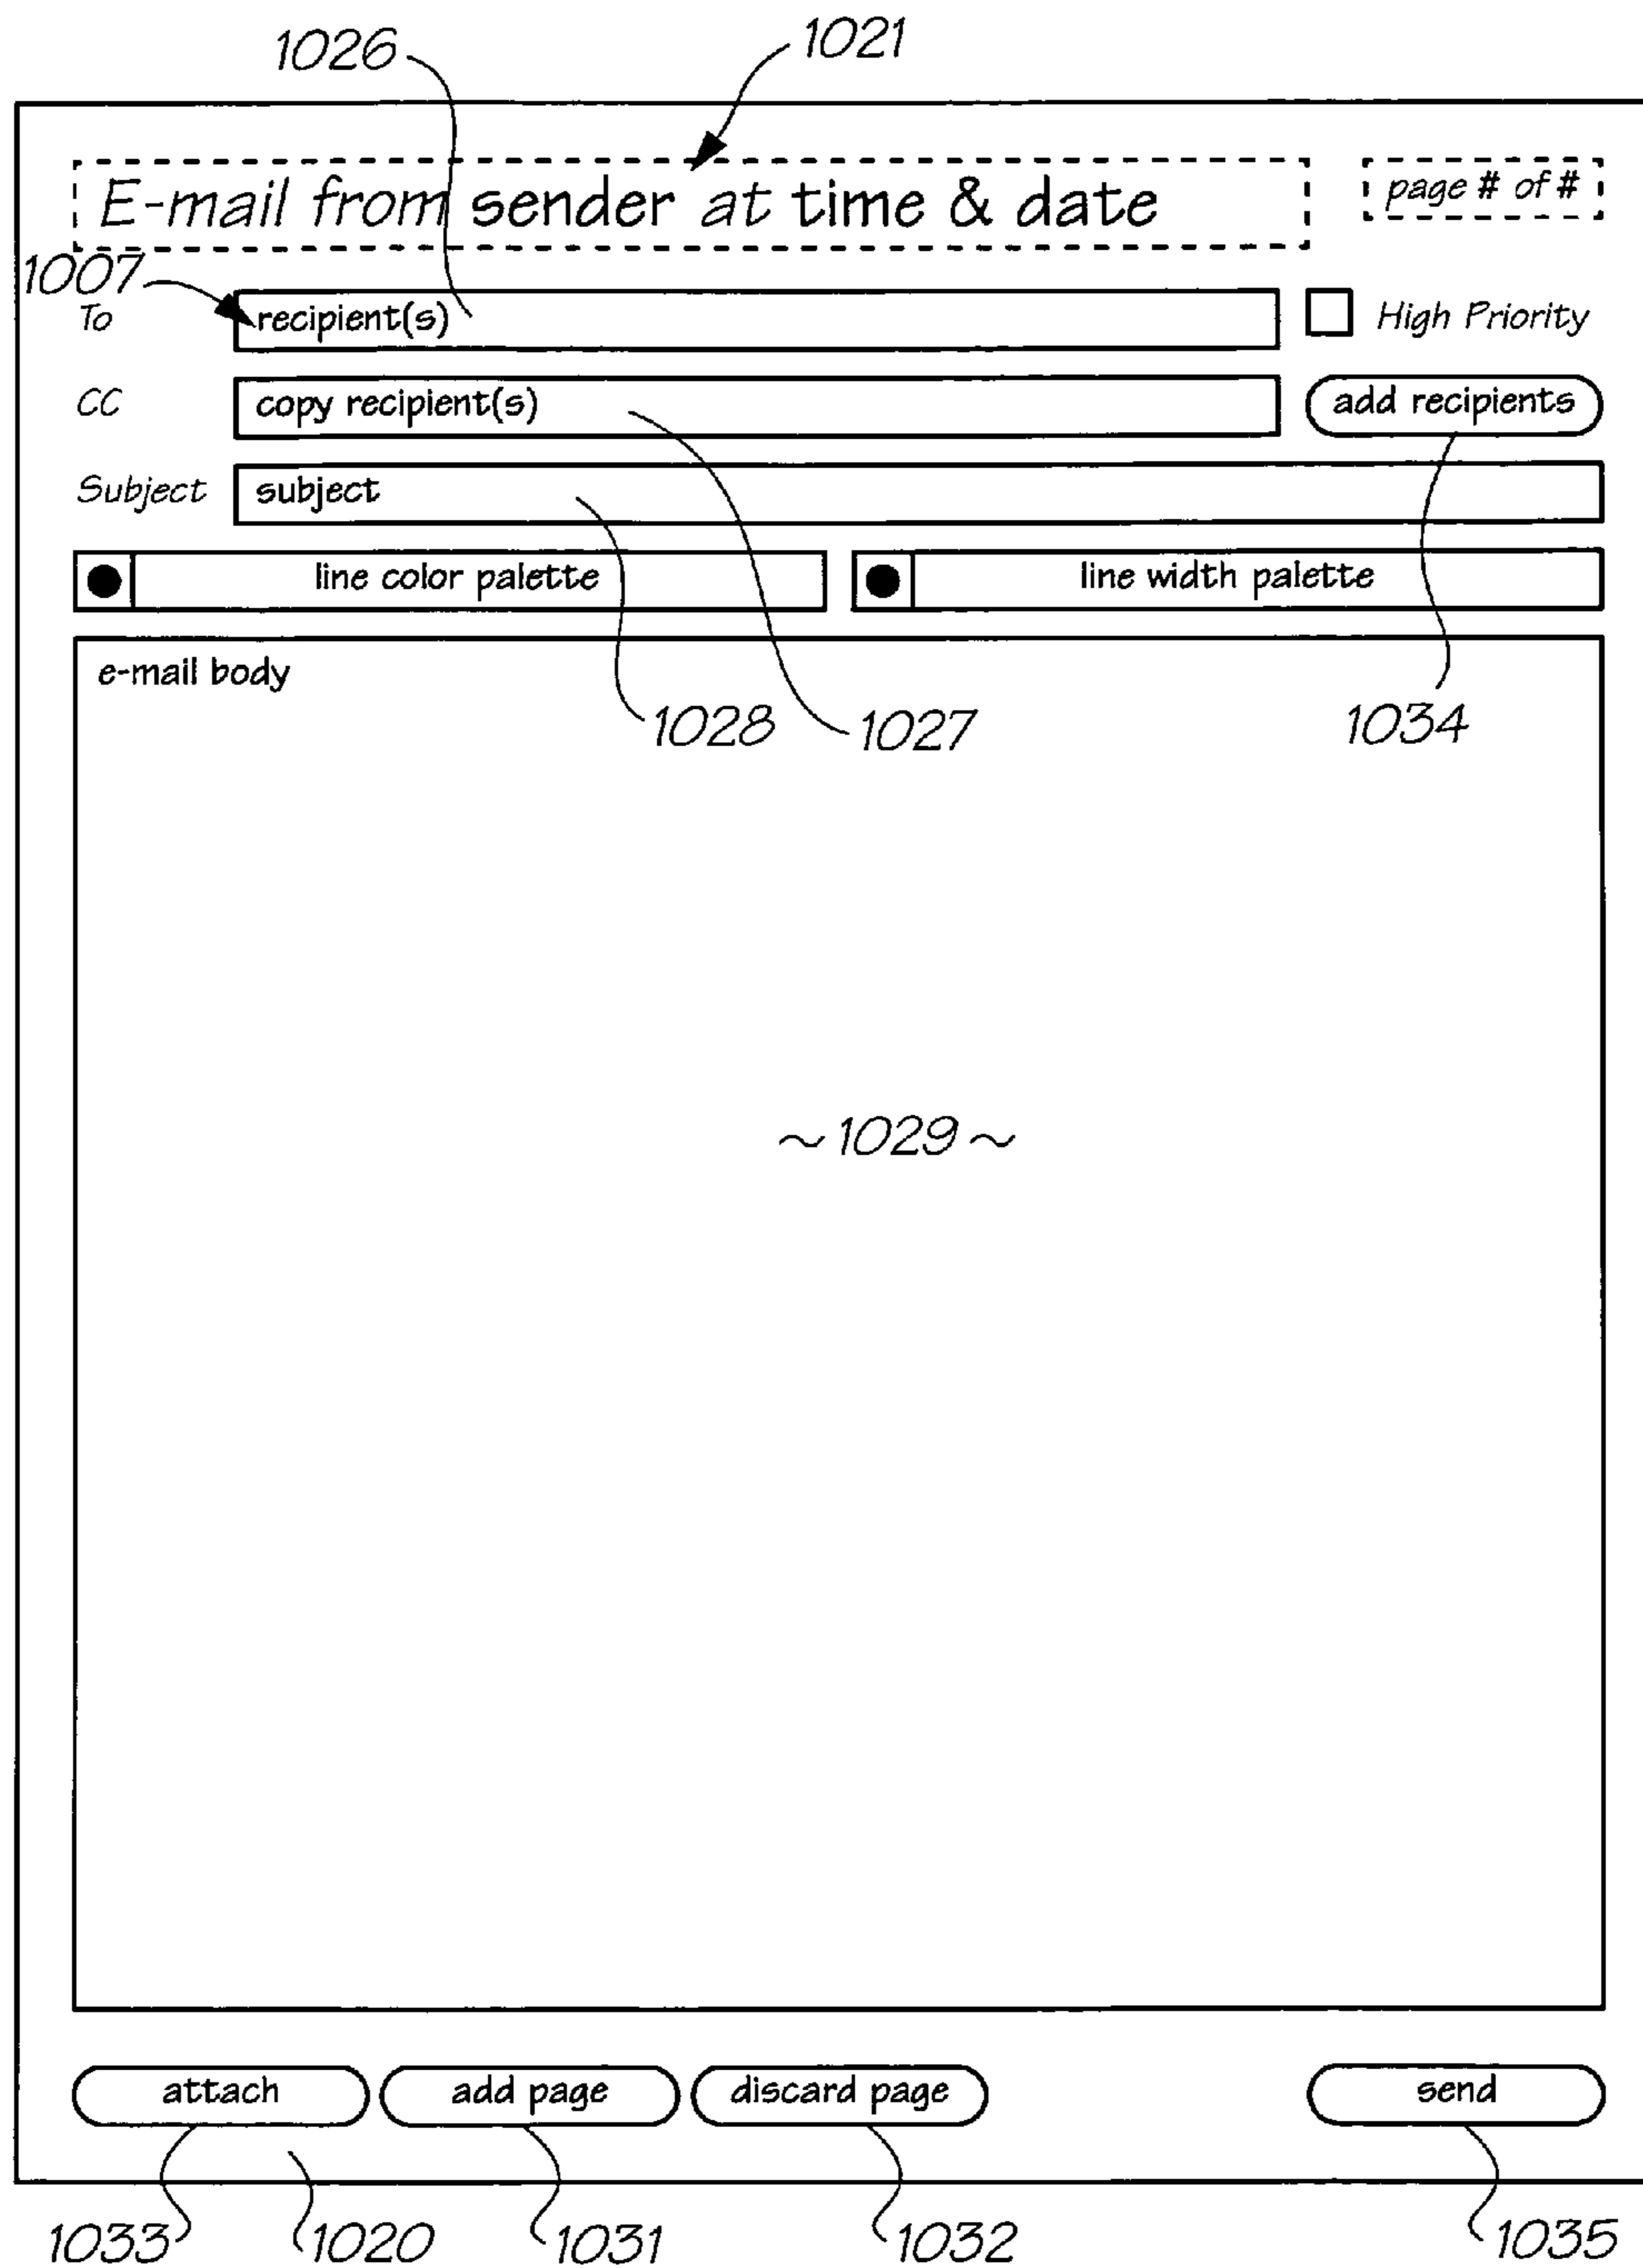 1026 1021
E-mail from sender at time & date page # of #
1007
To recipient(s) High Priority
CC copy recipient(s) add recipients
Subject subject
line color palette line width palette
e-mail body
1028 1027 1034
~1029~
attach add page discard page send
1033 1020 1031 1032 1035